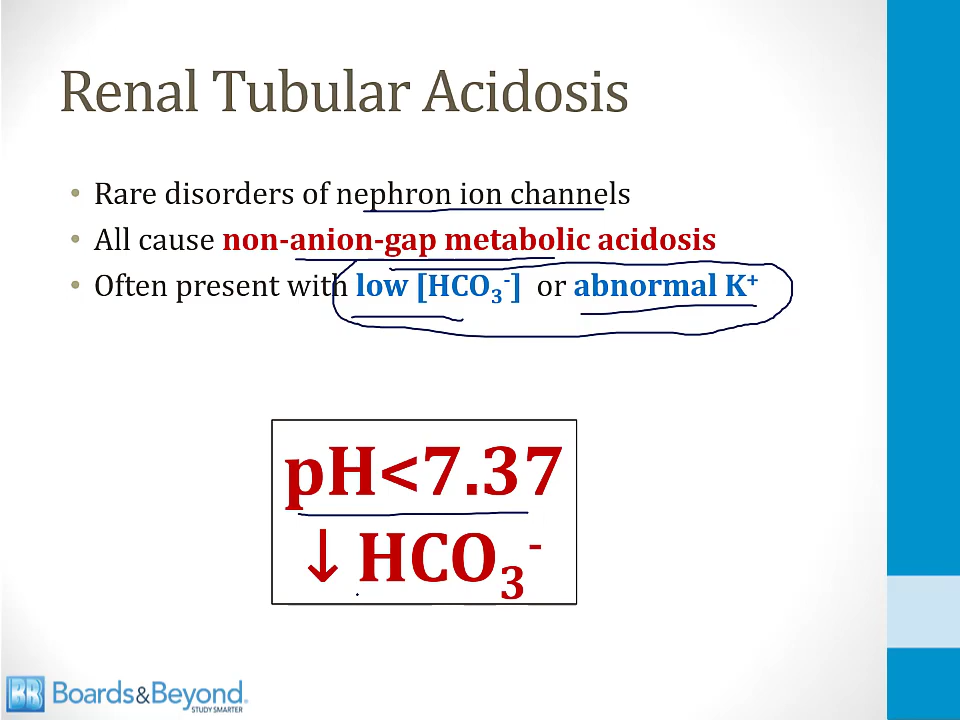 Renal Tubular Acidosis
• Rare disorders of nephron ion channels
• All cause non-anion-gap metabolic acidosis
• Often present with low [HCO₃⁻] or abnormal K⁺
pH<7.37
↓HCO₃⁻
BB Boards&Beyond.
STUDY SMARTER